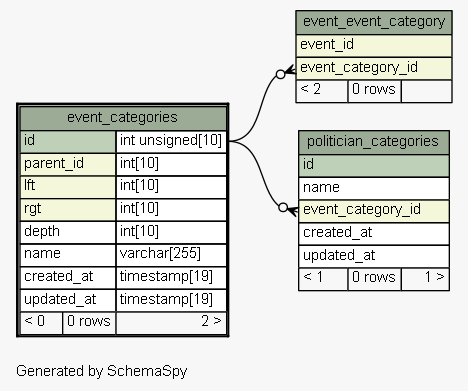 event_event_category
event_id
event_category_id
< 2 0 rows
event_categories
id int unsigned[10]
parent_id int[10]
lft int[10]
rgt int[10]
depth int[10]
name varchar[255]
created_at timestamp[19]
updated_at timestamp[19]
< 0 0 rows 2 >
politician_categories
id
name
event_category_id
created_at
updated_at
< 1 0 rows 1 >
Generated by SchemaSpy